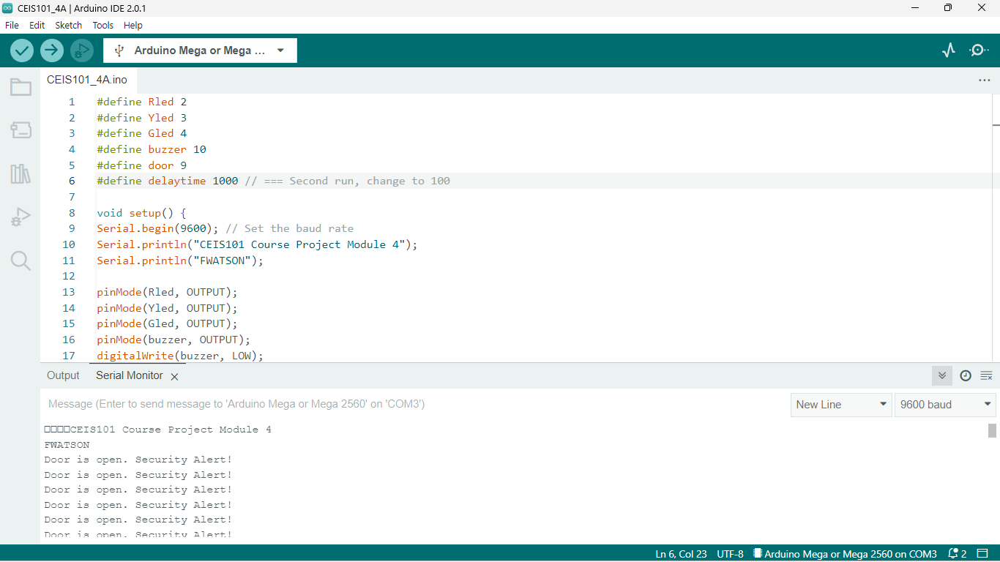 CEIS101_4A | Arduino IDE 2.0.1
File Edit Sketch Tools Help
Arduino Mega or Mega ...
CEIS101_4A.ino
1 #define Rled 2
2 #define Yled 3
3 #define Gled 4
4 #define buzzer 10
5 #define door 9
6 #define delaytime 1000 // === Second run, change to 100
7
8 void setup() {
9 Serial.begin(9600); // Set the baud rate
10 Serial.println("CEIS101 Course Project Module 4");
11 Serial.println("FWATSON");
12
13 pinMode(Rled, OUTPUT);
14 pinMode(Yled, OUTPUT);
15 pinMode(Gled, OUTPUT);
16 pinMode(buzzer, OUTPUT);
17 digitalWrite(buzzer, LOW);
Output Serial Monitor
Message (Enter to send message to 'Arduino Mega or Mega 2560' on 'COM3')
New Line
9600 baud
□□□□CEIS101 Course Project Module 4
FWATSON
Door is open. Security Alert!
Door is open. Security Alert!
Door is open. Security Alert!
Door is open. Security Alert!
Door is open. Security Alert!
Door is open. Security Alert!
Ln 6, Col 23 UTF-8 Arduino Mega or Mega 2560 on COM3 2